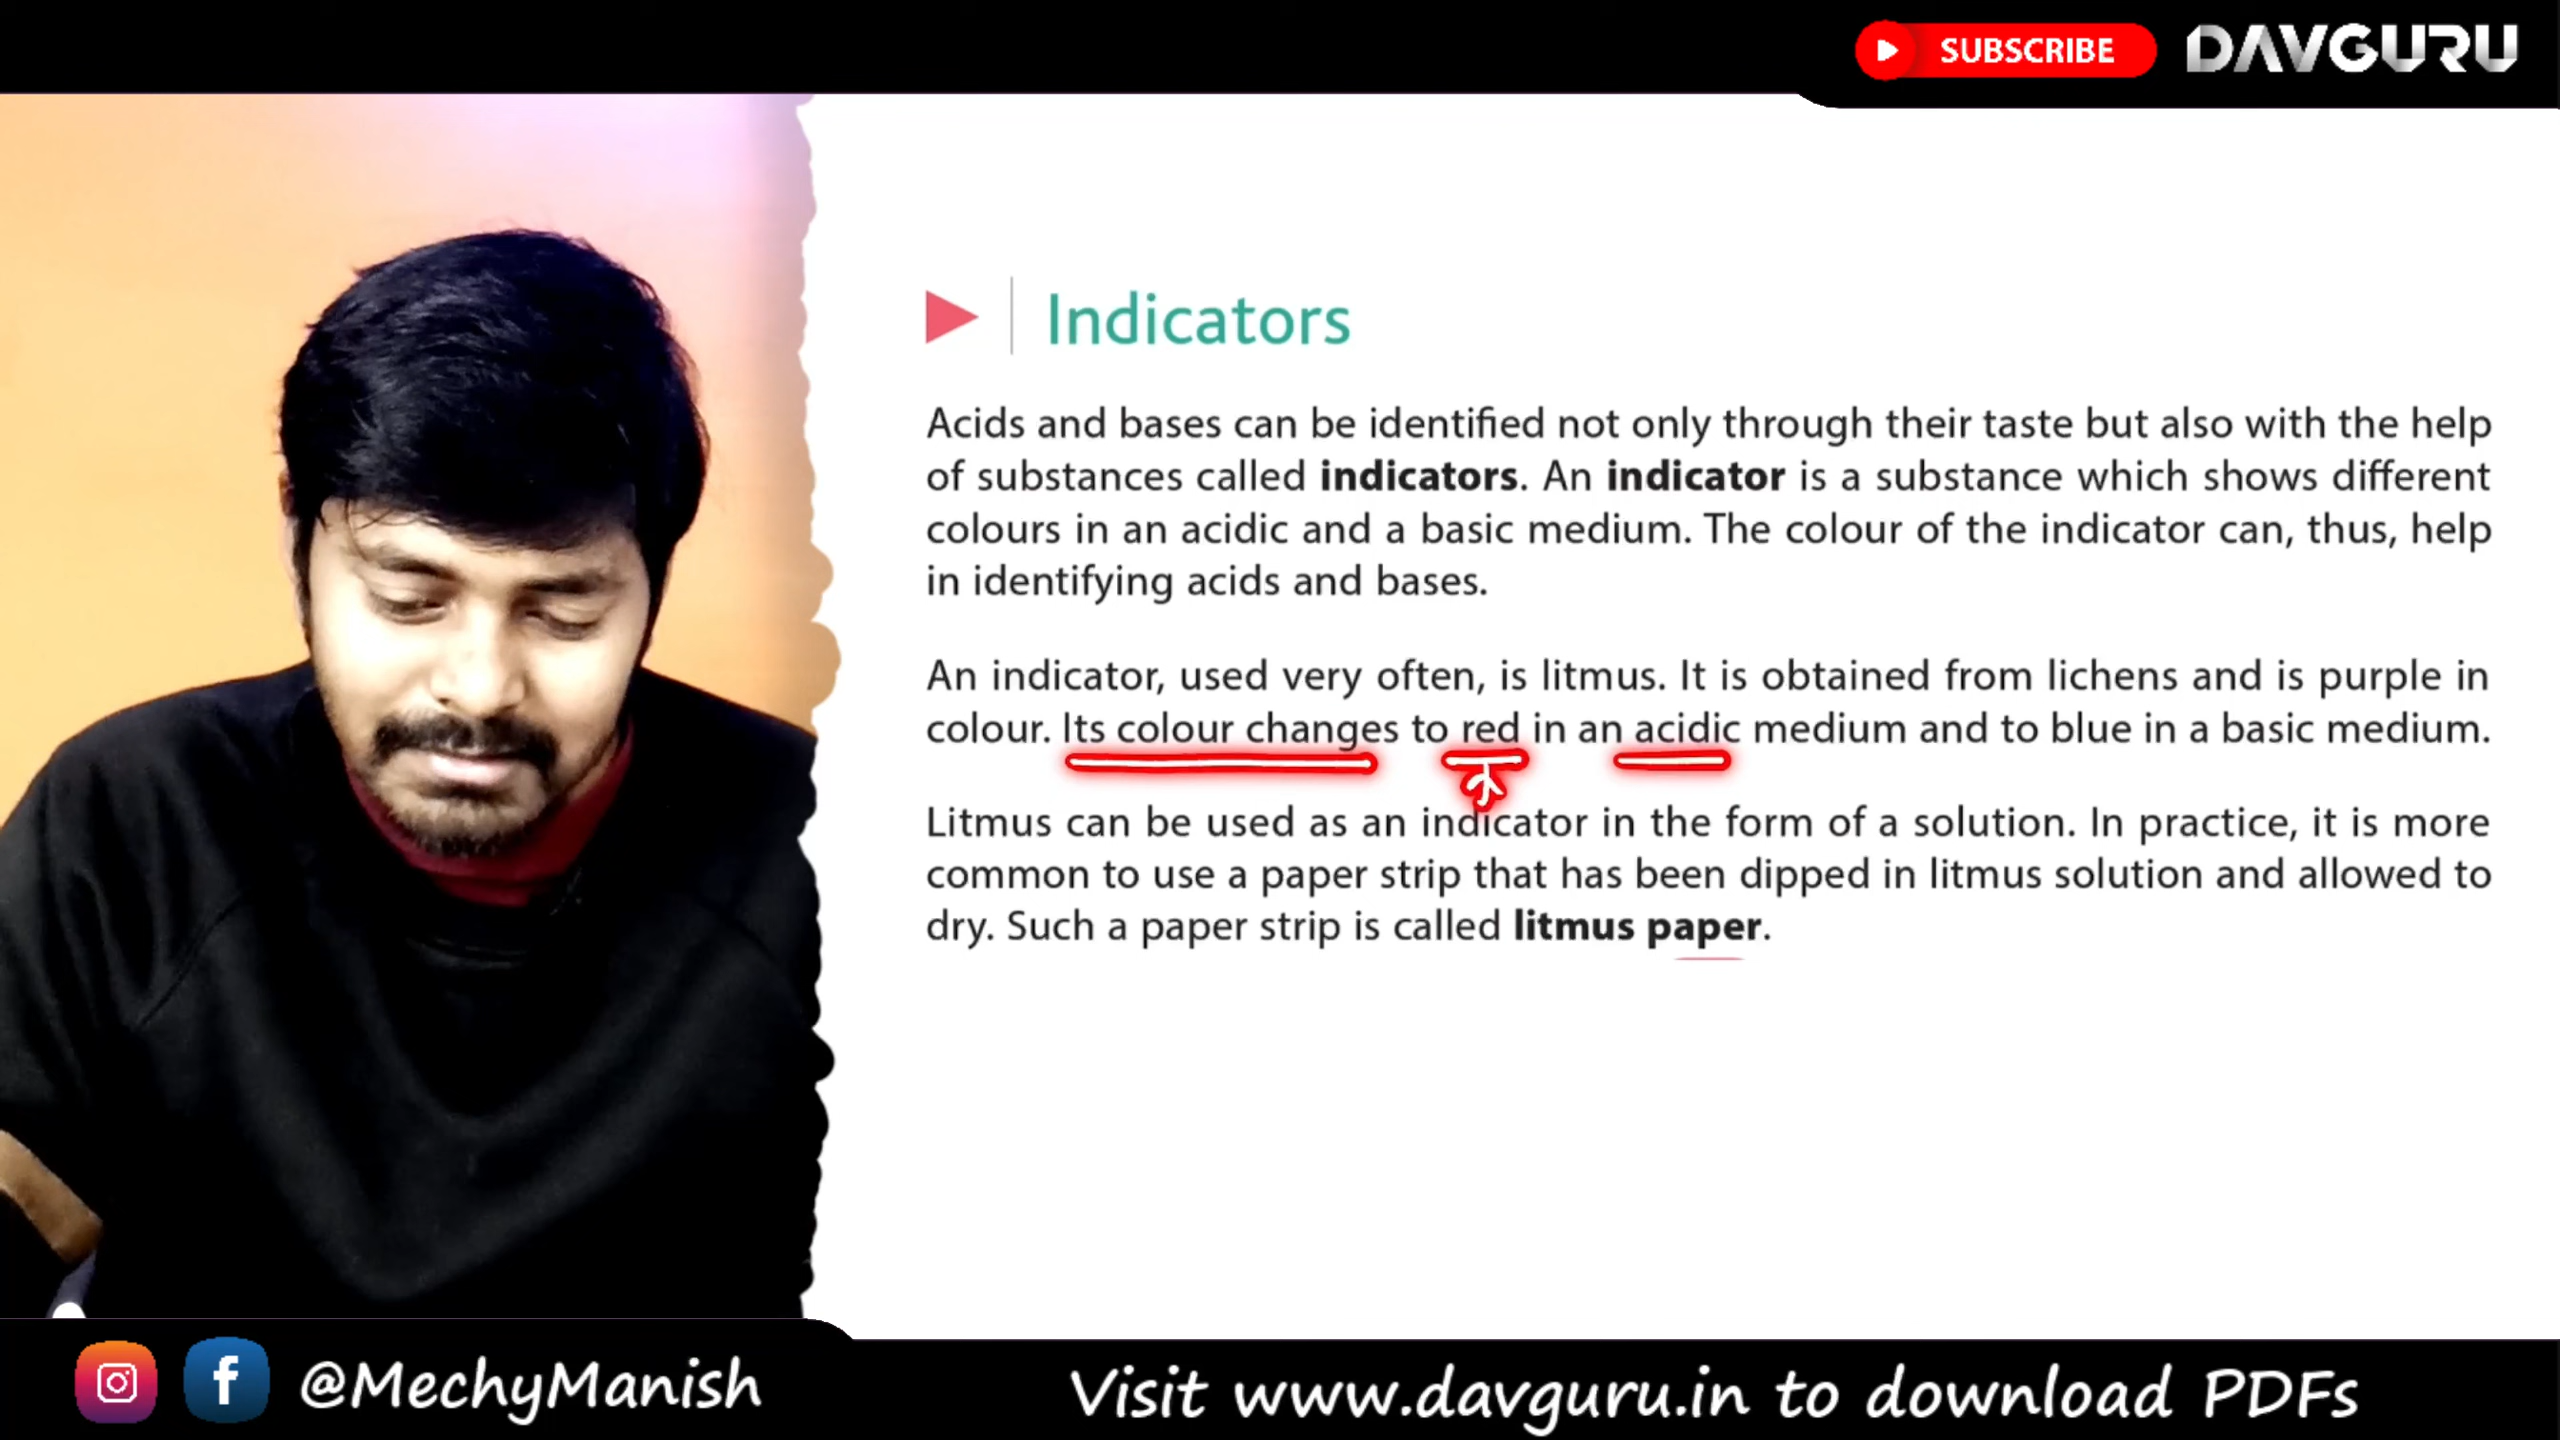 SUBSCRIBE DAVGURU
Indicators
Acids and bases can be identified not only through their taste but also with the help
of substances called indicators. An indicator is a substance which shows different
colours in an acidic and a basic medium. The colour of the indicator can, thus, help
in identifying acids and bases.
An indicator, used very often, is litmus. It is obtained from lichens and is purple in
colour. Its colour changes to red in an acidic medium and to blue in a basic medium.
Litmus can be used as an indicator in the form of a solution. In practice, it is more
common to use a paper strip that has been dipped in litmus solution and allowed to
dry. Such a paper strip is called litmus paper.
@MechyManish
Visit www.davguru.in to download PDFs